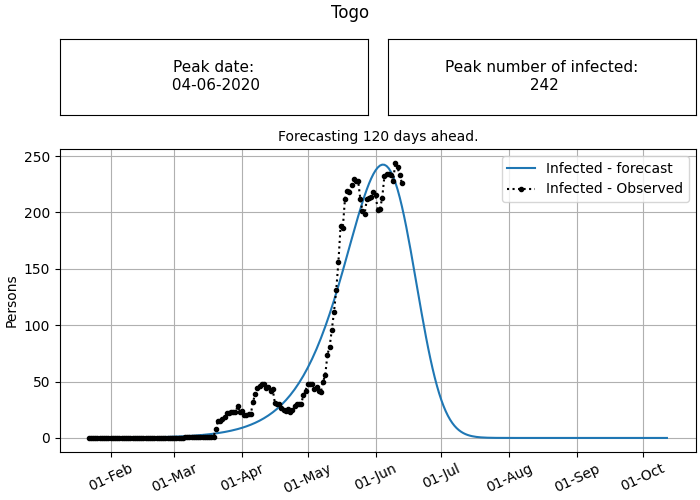 Togo
Peak date:
04-06-2020
Peak number of infected:
242
Forecasting 120 days ahead.
Infected - forecast
Infected - Observed
Persons
250
200
150
100
50
0
01-Feb
01-Mar
01-Apr
01-May
01-Jun
01-Jul
01-Aug
01-Sep
01-Oct